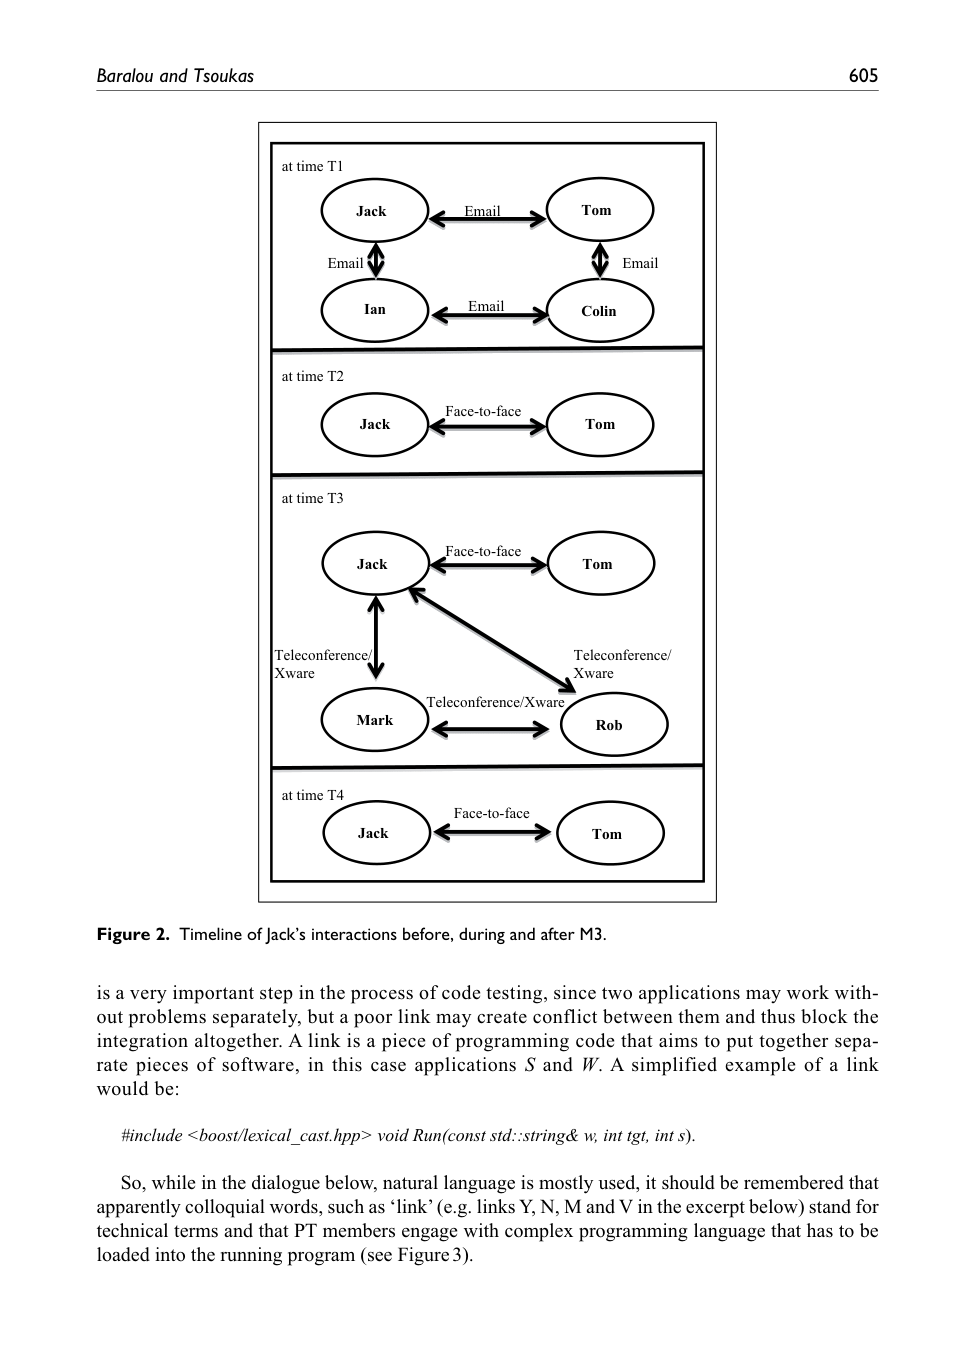 Baralou and Tsoukas 605
at time T1
Jack
Email
Tom
Email
Email
Ian
Email
Colin
at time T2
Jack
Face-to-face
Tom
at time T3
Jack
Face-to-face
Tom
Teleconference/
Xware
Teleconference/
Xware
Mark
Teleconference/Xware
Rob
at time T4
Jack
Face-to-face
Tom
Figure 2. Timeline of Jack’s interactions before, during and after M3.
is a very important step in the process of code testing, since two applications may work with-
out problems separately, but a poor link may create conflict between them and thus block the
integration altogether. A link is a piece of programming code that aims to put together sepa-
rate pieces of software, in this case applications S and W. A simplified example of a link
would be:
#include <boost/lexical_cast.hpp> void Run(const std::string& w, int tgt, int s).
So, while in the dialogue below, natural language is mostly used, it should be remembered that
apparently colloquial words, such as ‘link’ (e.g. links Y, N, M and V in the excerpt below) stand for
technical terms and that PT members engage with complex programming language that has to be
loaded into the running program (see Figure 3).